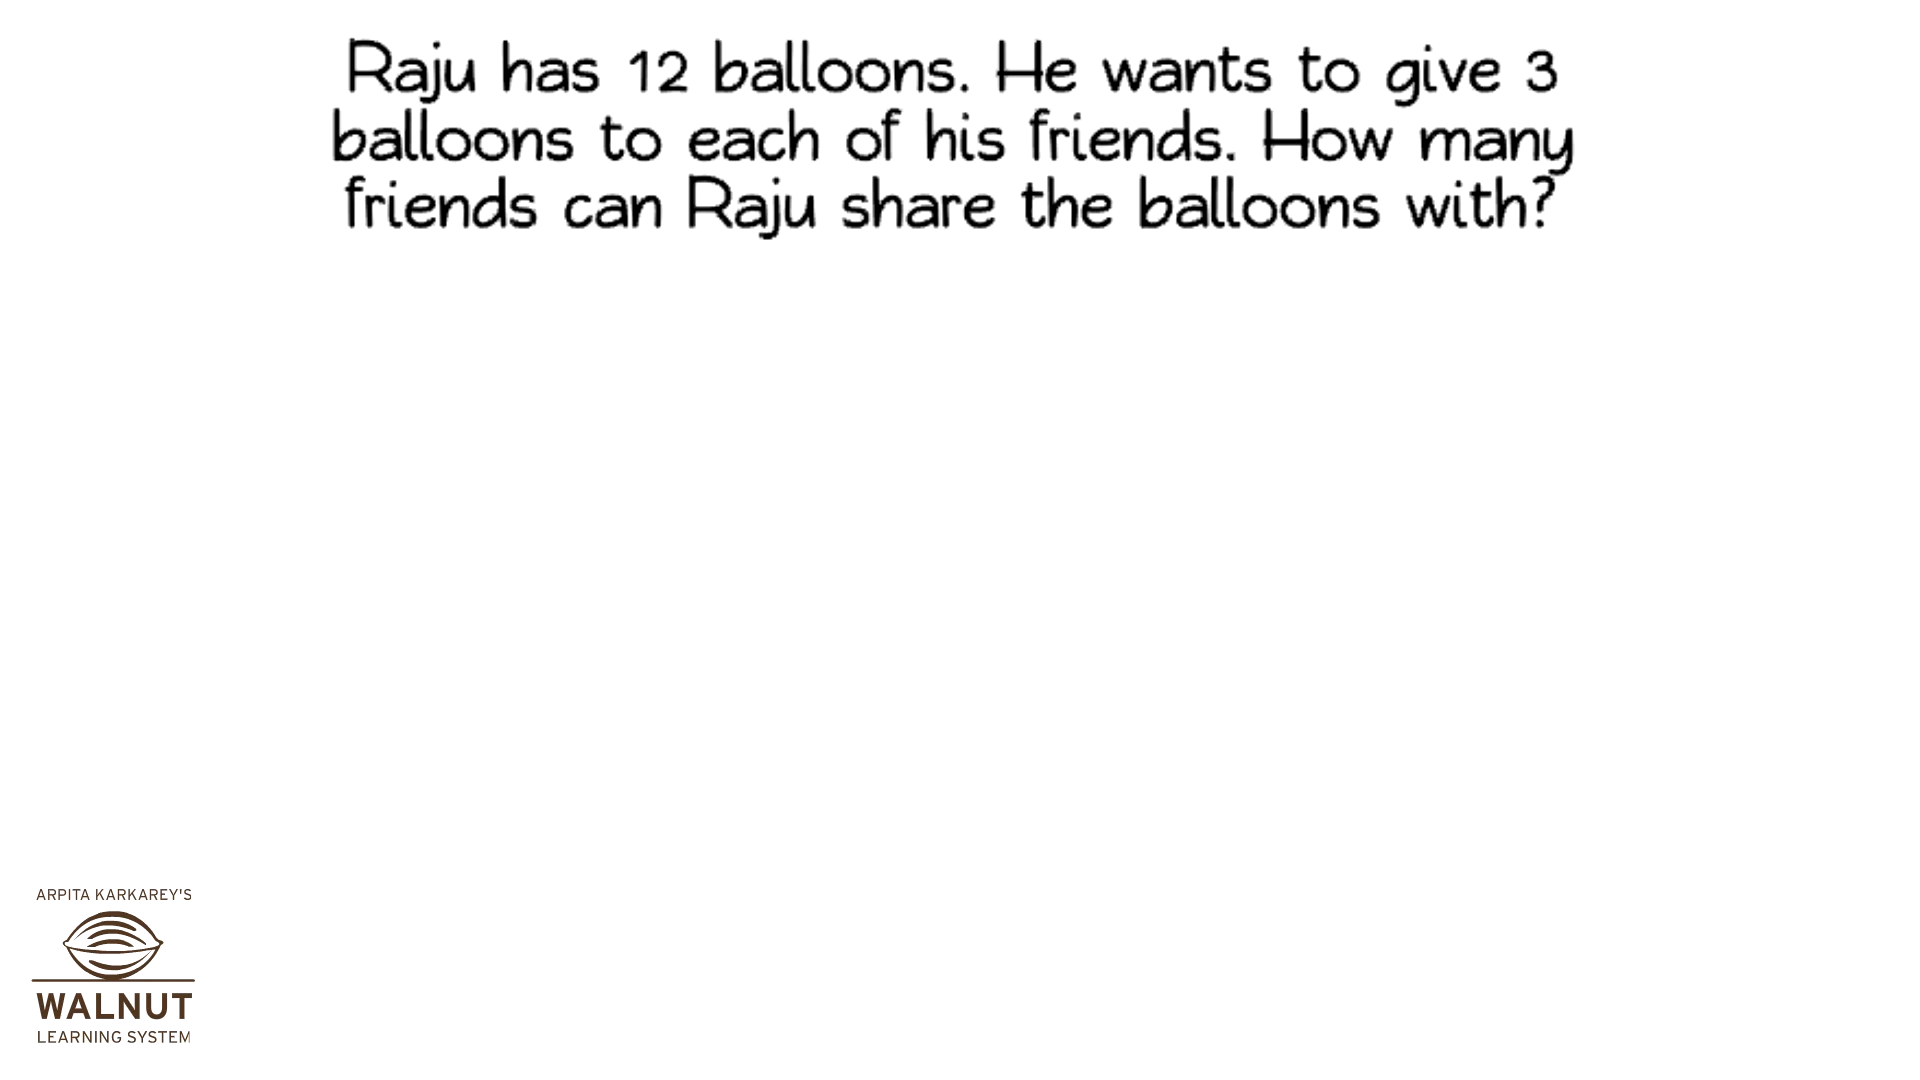 Raju has 12 balloons. He wants to give 3
balloons to each of his friends. How many
friends can Raju share the balloons with?
ARPITA KARKAREY'S
WALNUT
LEARNING SYSTEM